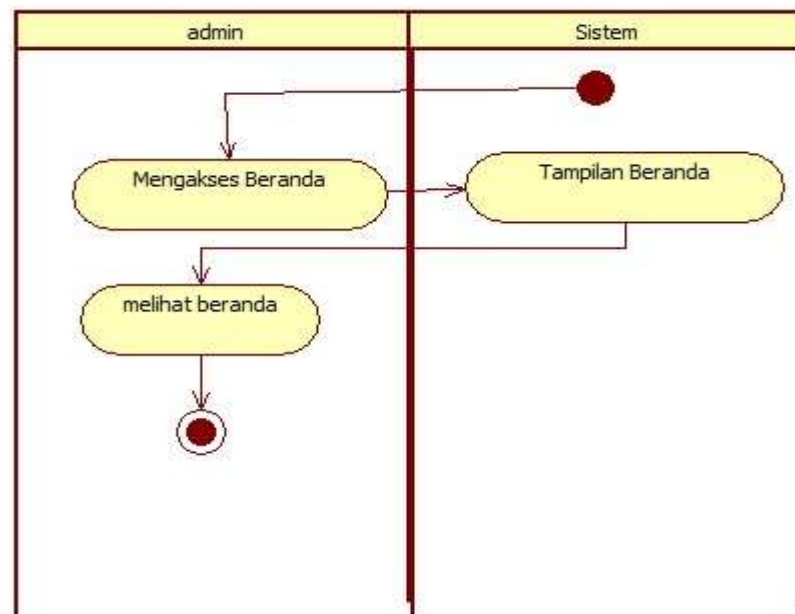 admin
Sistem
Mengakses Beranda
Tampilan Beranda
melihat beranda